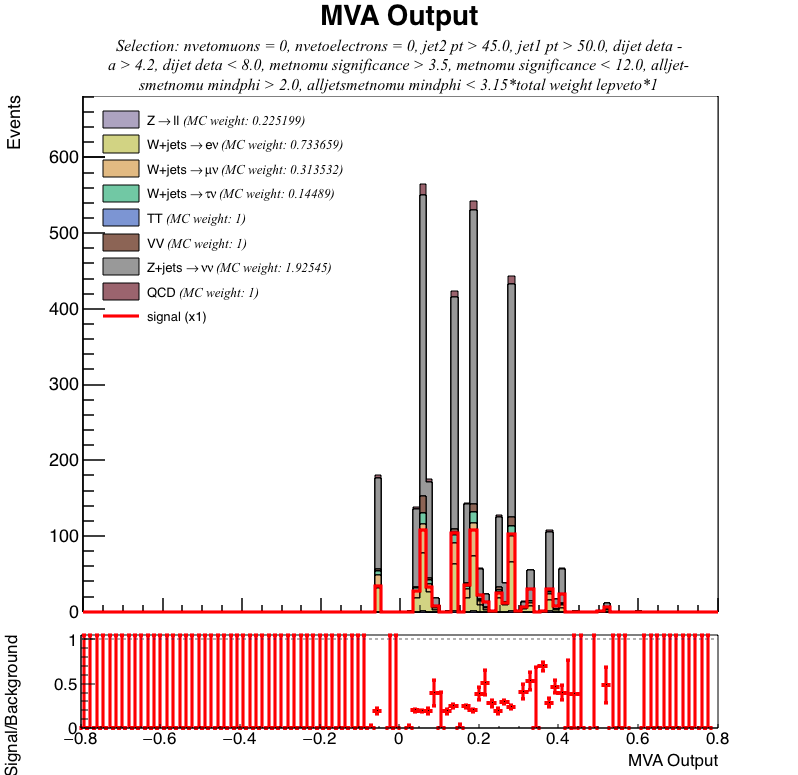 MVA Output
Selection: nvetomuons = 0, nvetoelectrons = 0, jet2 pt > 45.0, jet1 pt > 50.0, dijet deta -
a > 4.2, dijet deta < 8.0, metnomu significance > 3.5, metnomu significance < 12.0, alljet-
smetnomu mindphi > 2.0, alljetsmetnomu mindphi < 3.15*total weight lepveto*1
Events
600
500
400
300
200
100
0
Z→ll (MC weight: 0.225199)
W+jets→eν (MC weight: 0.733659)
W+jets→μν (MC weight: 0.313532)
W+jets→τν (MC weight: 0.14489)
TT (MC weight: 1)
VV (MC weight: 1)
Z+jets→νν (MC weight: 1.92545)
QCD (MC weight: 1)
signal (x1)
Signal/Background
1
0.5
0
−0.8 −0.6 −0.4 −0.2 0 0.2 0.4 0.6 0.8
MVA Output